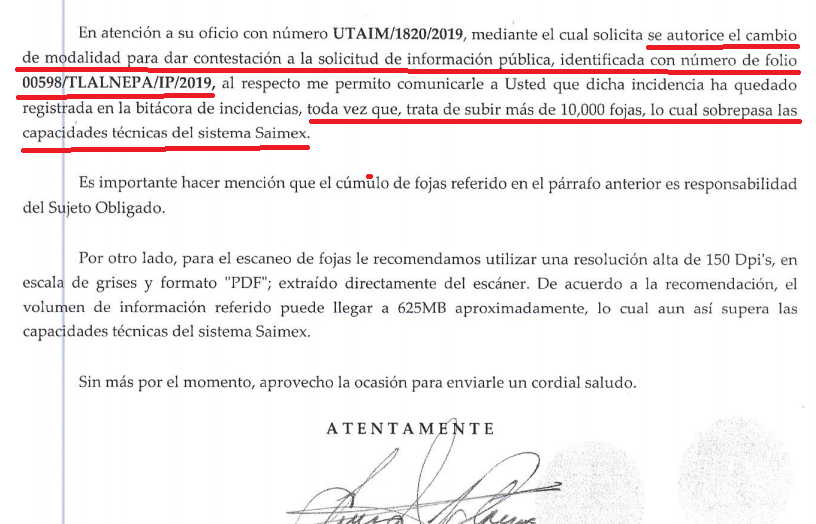 En atención a su oficio con número UTAIM/1820/2019, mediante el cual solicita se autorice el cambio
de modalidad para dar contestación a la solicitud de información pública, identificada con número de folio
00598/TLALNEPA/IP/2019, al respecto me permito comunicarle a Usted que dicha incidencia ha quedado
registrada en la bitácora de incidencias, toda vez que, trata de subir más de 10,000 fojas, lo cual sobrepasa las
capacidades técnicas del sistema Saimex.
Es importante hacer mención que el cúmulo de fojas referido en el párrafo anterior es responsabilidad
del Sujeto Obligado.
Por otro lado, para el escaneo de fojas le recomendamos utilizar una resolución alta de 150 Dpi's, en
escala de grises y formato "PDF"; extraído directamente del escáner. De acuerdo a la recomendación, el
volumen de información referido puede llegar a 625MB aproximadamente, lo cual aun así supera las
capacidades técnicas del sistema Saimex.
Sin más por el momento, aprovecho la ocasión para enviarle un cordial saludo.
ATENTAMENTE